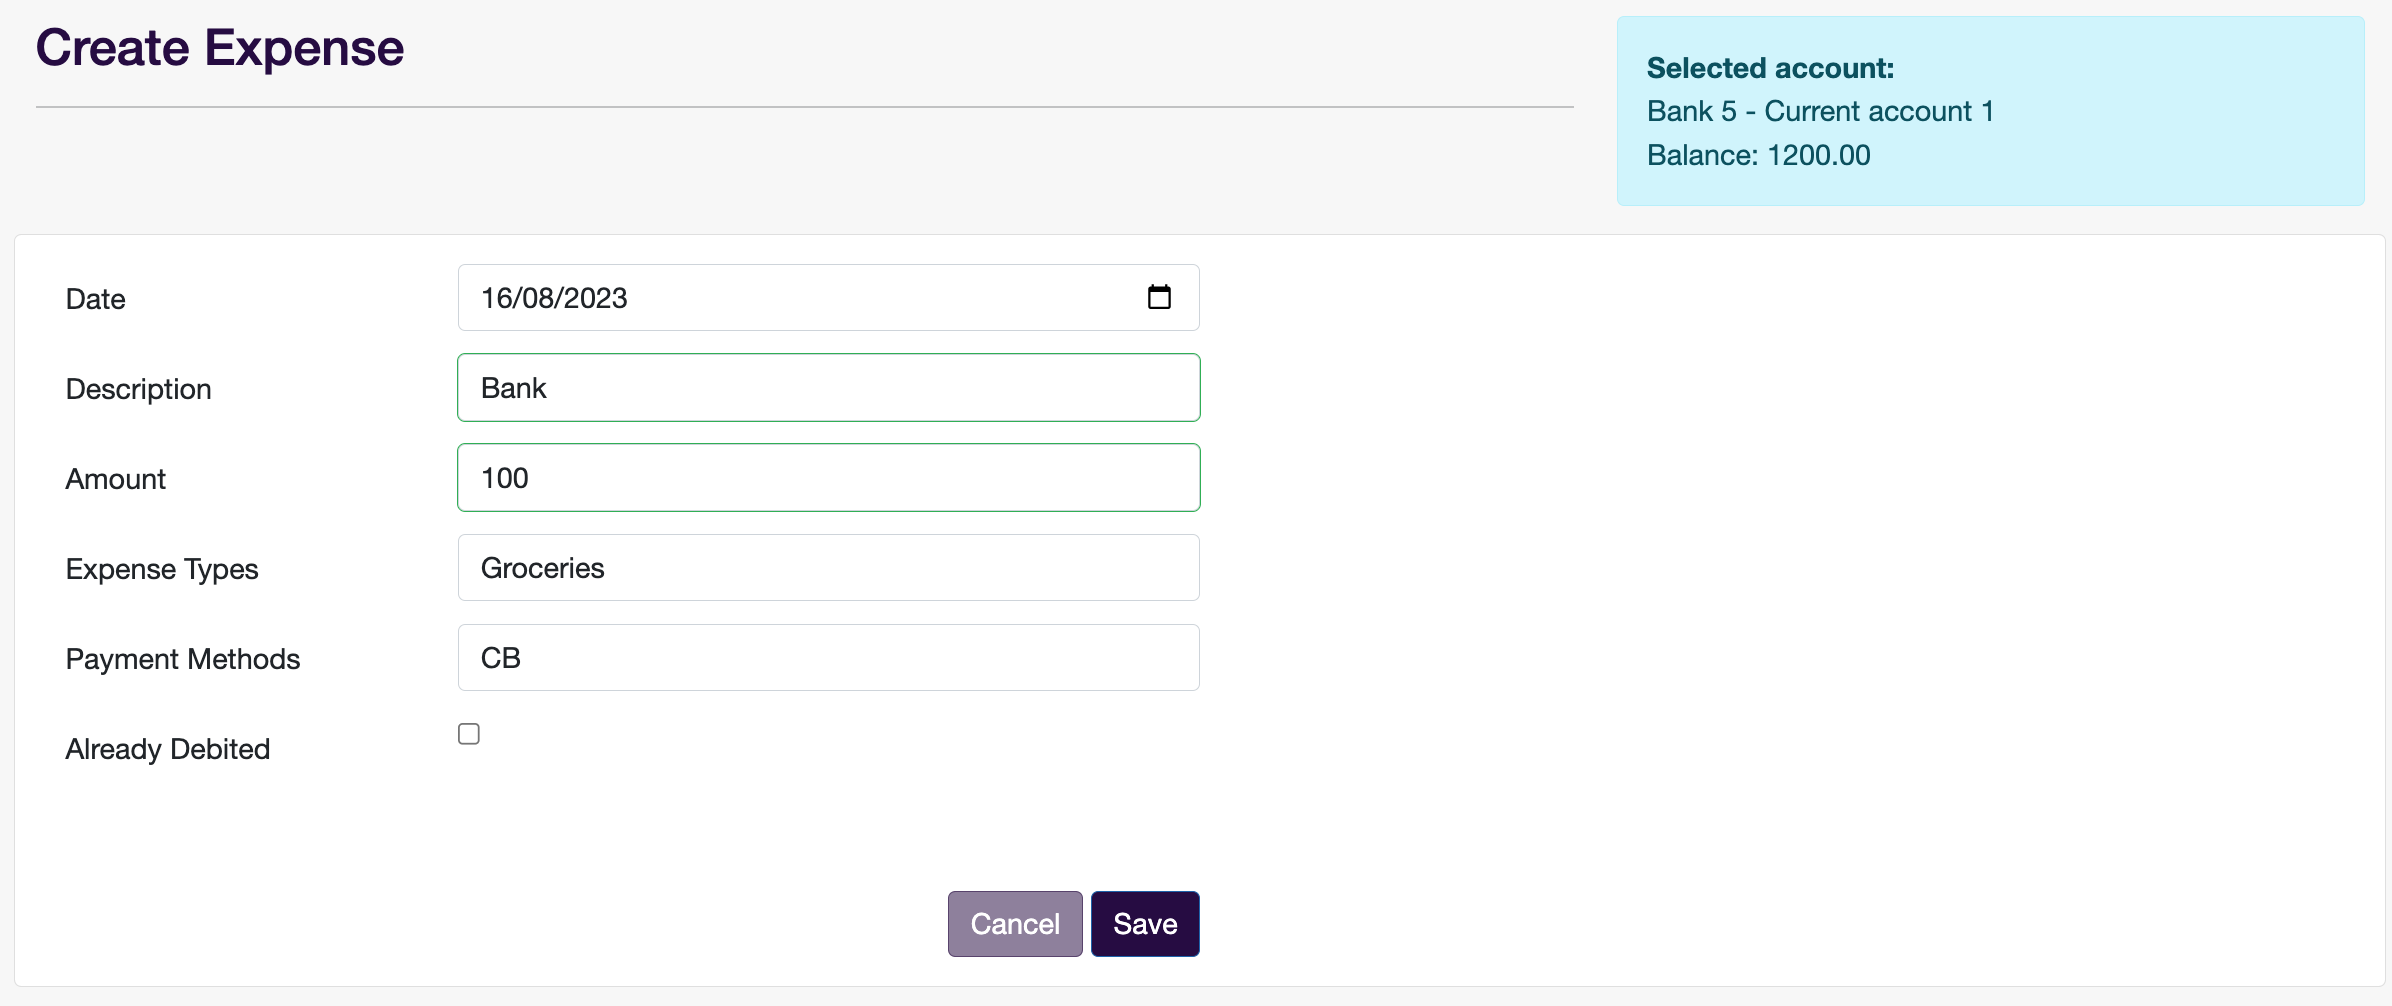 Create Expense
Selected account:
Bank 5 - Current account 1
Balance: 1200.00
Date
16/08/2023
Description
Bank
Amount
100
Expense Types
Groceries
Payment Methods
CB
Already Debited
Cancel
Save